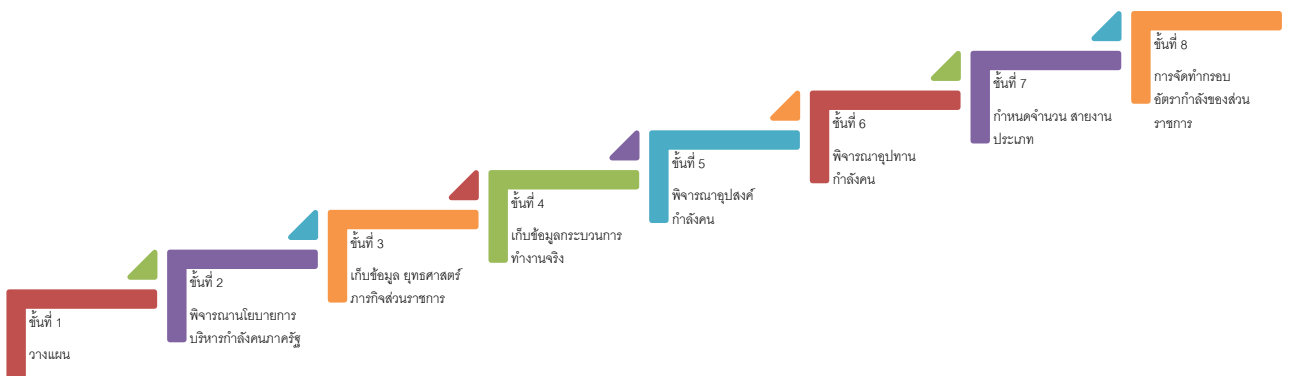 ขั้นที่ 1
วางแผน
ขั้นที่ 2
พิจารณานโยบายการ
บริหารกำลังคนภาครัฐ
ขั้นที่ 3
เก็บข้อมูล ยุทธศาสตร์
ภารกิจส่วนราชการ
ขั้นที่ 4
เก็บข้อมูลกระบวนการ
ทำงานจริง
ขั้นที่ 5
พิจารณาอุปสงค์
กำลังคน
ขั้นที่ 6
พิจารณาอุปทาน
กำลังคน
ขั้นที่ 7
กำหนดจำนวน สายงาน
ประเภท
ขั้นที่ 8
การจัดทำกรอบ
อัตรากำลังของส่วน
ราชการ